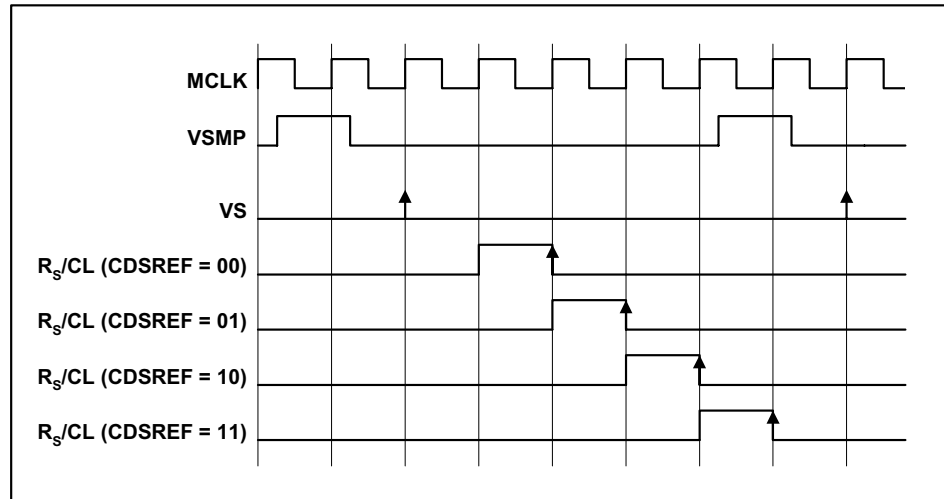 MCLK
VSMP
VS
R_S/CL (CDSREF = 00)
R_S/CL (CDSREF = 01)
R_S/CL (CDSREF = 10)
R_S/CL (CDSREF = 11)